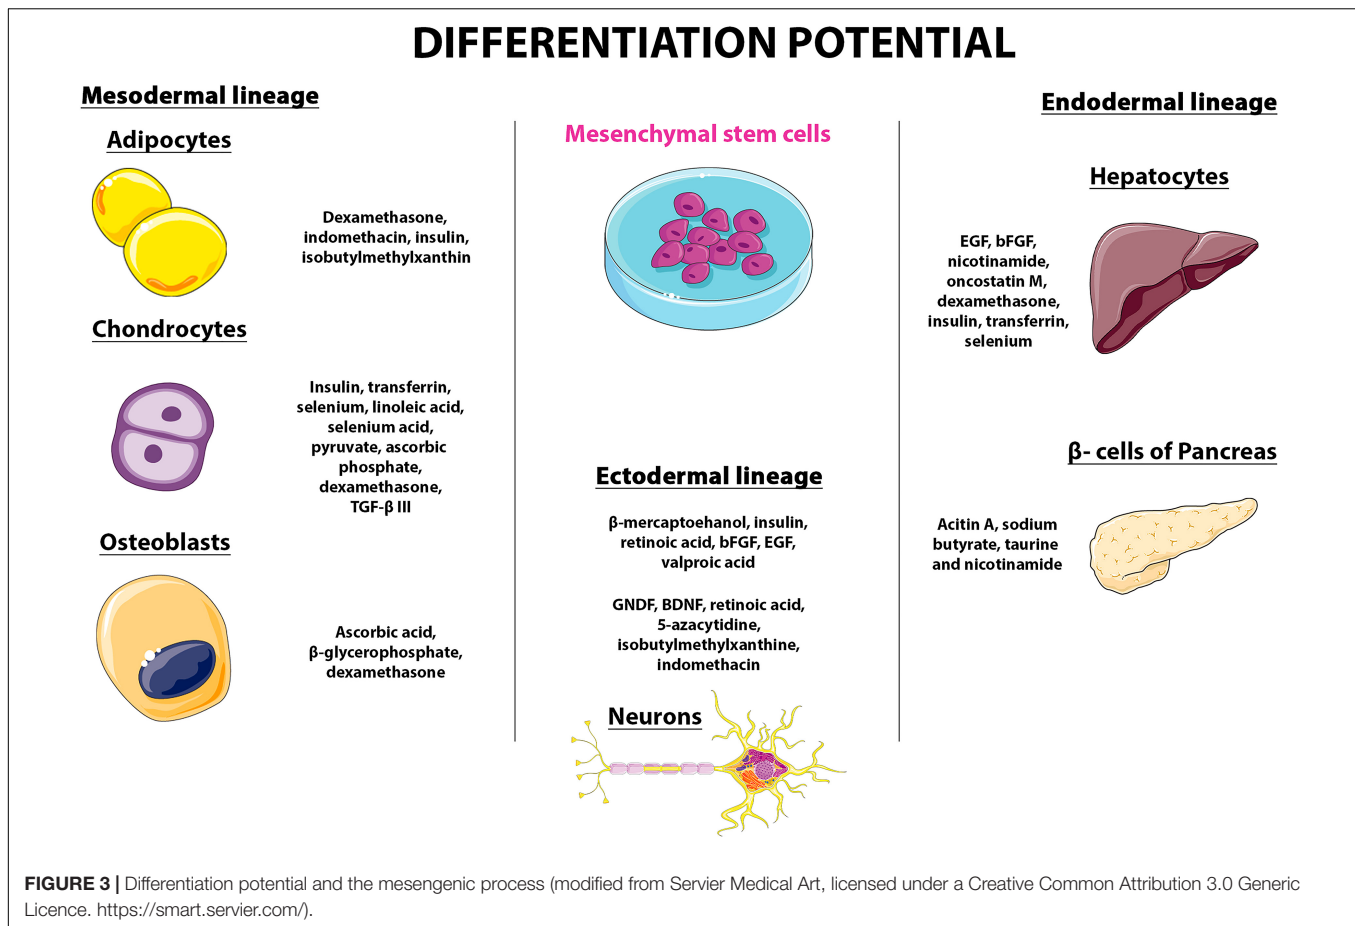 DIFFERENTIATION POTENTIAL
Mesodermal lineage
Adipocytes
Dexamethasone,
indomethacin, insulin,
isobutylmethylxanthin
Chondrocytes
Insulin, transferrin,
selenium, linoleic acid,
selenium acid,
pyruvate, ascorbic
phosphate,
dexamethasone,
TGF-β III
Osteoblasts
Ascorbic acid,
β-glycerophosphate,
dexamethasone
Mesenchymal stem cells
Ectodermal lineage
β-mercaptoehanol, insulin,
retinoic acid, bFGF, EGF,
valproic acid
GNDF, BDNF, retinoic acid,
5-azacytidine,
isobutylmethylxanthine,
indomethacin
Neurons
Endodermal lineage
Hepatocytes
EGF, bFGF,
nicotinamide,
oncostatin M,
dexamethasone,
insulin, transferrin,
selenium
β- cells of Pancreas
Acitin A, sodium
butyrate, taurine
and nicotinamide
FIGURE 3 | Differentiation potential and the mesengenic process (modified from Servier Medical Art, licensed under a Creative Common Attribution 3.0 Generic
Licence. https://smart.servier.com/).